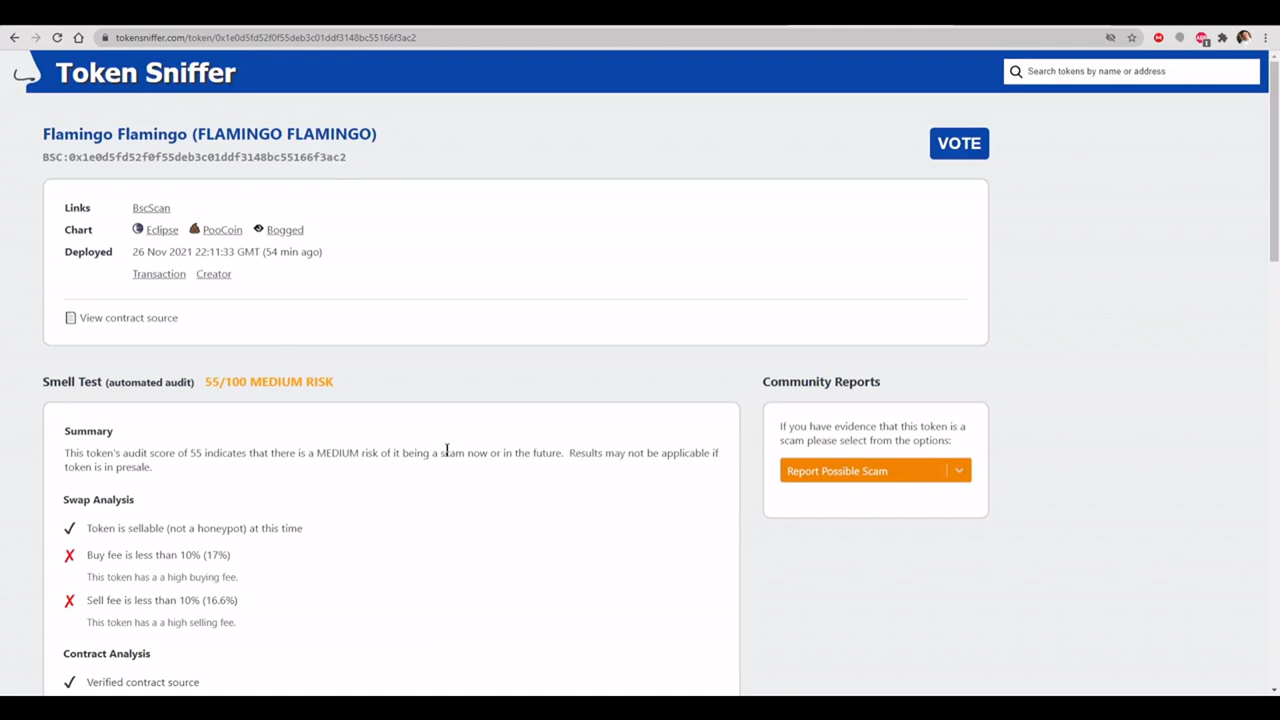 tokensniffer.com/token/0x1e0d5fd52f0f55deb3c01ddf3148bc55166f3ac2
Token Sniffer
Search tokens by name or address
Flamingo Flamingo (FLAMINGO FLAMINGO)
VOTE
BSC:0x1e0d5fd52f0f55deb3c01ddf3148bc55166f3ac2
Links BscScan
Chart Eclipse PooCoin Bogged
Deployed 26 Nov 2021 22:11:33 GMT (54 min ago)
Transaction Creator
View contract source
Smell Test (automated audit) 55/100 MEDIUM RISK
Summary
This token's audit score of 55 indicates that there is a MEDIUM risk of it being a scam now or in the future. Results may not be applicable if
token is in presale.
Swap Analysis
Token is sellable (not a honeypot) at this time
Buy fee is less than 10% (17%)
This token has a a high buying fee.
Sell fee is less than 10% (16.6%)
This token has a a high selling fee.
Contract Analysis
Verified contract source
Community Reports
If you have evidence that this token is a
scam please select from the options:
Report Possible Scam